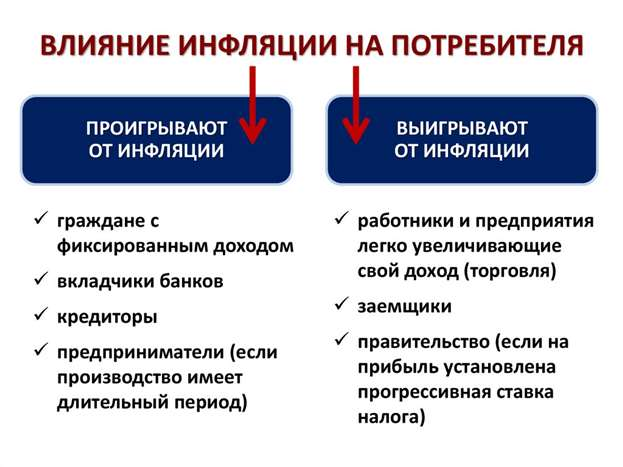 ВЛИЯНИЕ ИНФЛЯЦИИ НА ПОТРЕБИТЕЛЯ
ПРОИГРЫВАЮТ
ОТ ИНФЛЯЦИИ
граждане с
фиксированным доходом
вкладчики банков
кредиторы
предприниматели (если
производство имеет
длительный период)
ВЫИГРЫВАЮТ
ОТ ИНФЛЯЦИИ
работники и предприятия
легко увеличивающие
свой доход (торговля)
заемщики
правительство (если на
прибыль установлена
прогрессивная ставка
налога)